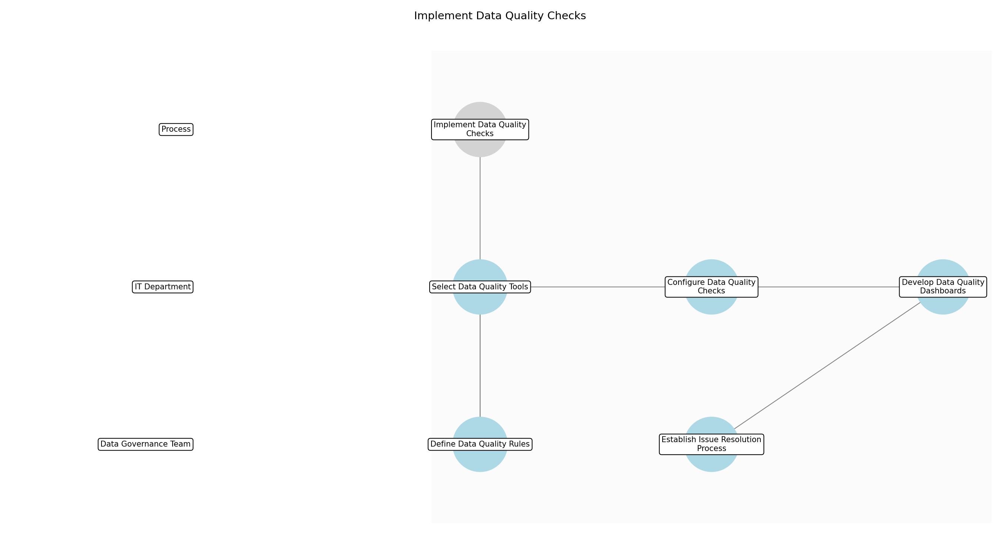 Implement Data Quality Checks
Process
Implement Data Quality
Checks
IT Department
Select Data Quality Tools
Configure Data Quality
Checks
Develop Data Quality
Dashboards
Data Governance Team
Define Data Quality Rules
Establish Issue Resolution
Process